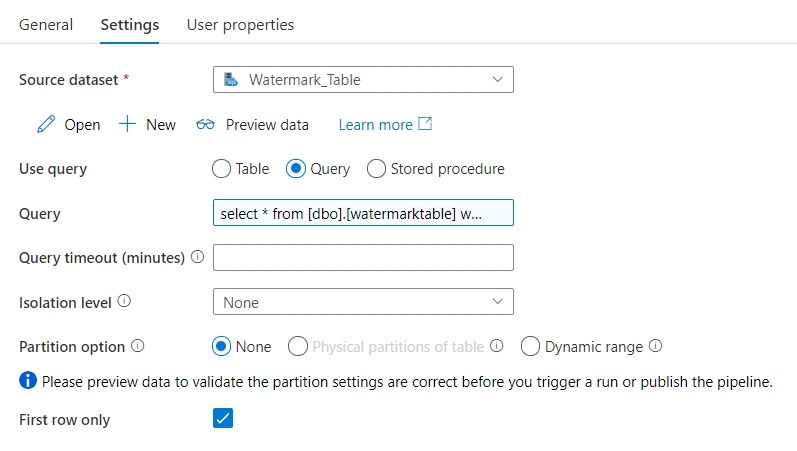 General Settings User properties
Source dataset * Watermark_Table
Open New Preview data Learn more
Use query Table Query Stored procedure
Query select * from [dbo].[watermarktable] w...
Query timeout (minutes)
Isolation level None
Partition option None Physical partitions of table Dynamic range
Please preview data to validate the partition settings are correct before you trigger a run or publish the pipeline.
First row only